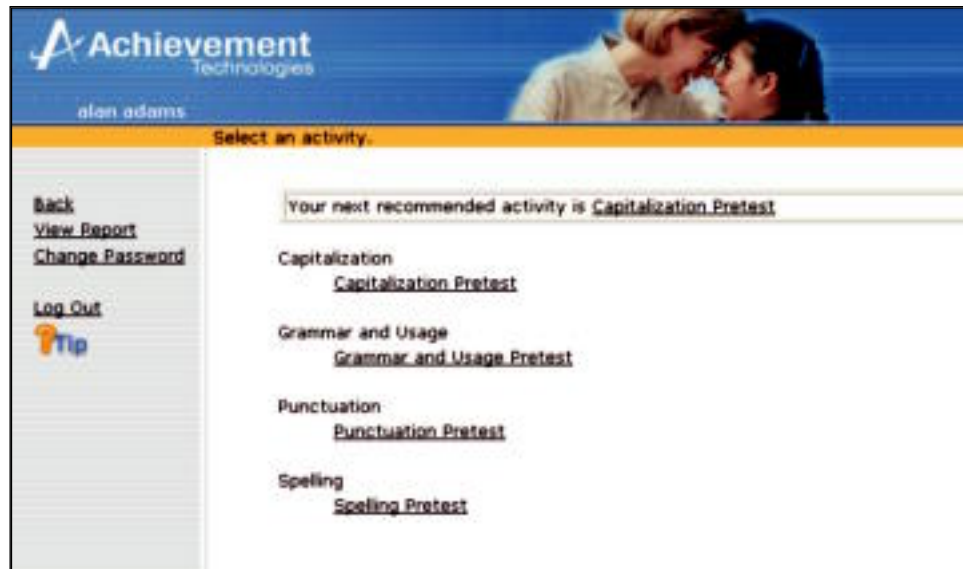 Achievement
Technologies
alan adams
Select an activity.
Back
View Report
Change Password
Log Out
?Tip
Your next recommended activity is Capitalization Pretest
Capitalization
Capitalization Pretest
Grammar and Usage
Grammar and Usage Pretest
Punctuation
Punctuation Pretest
Spelling
Spelling Pretest